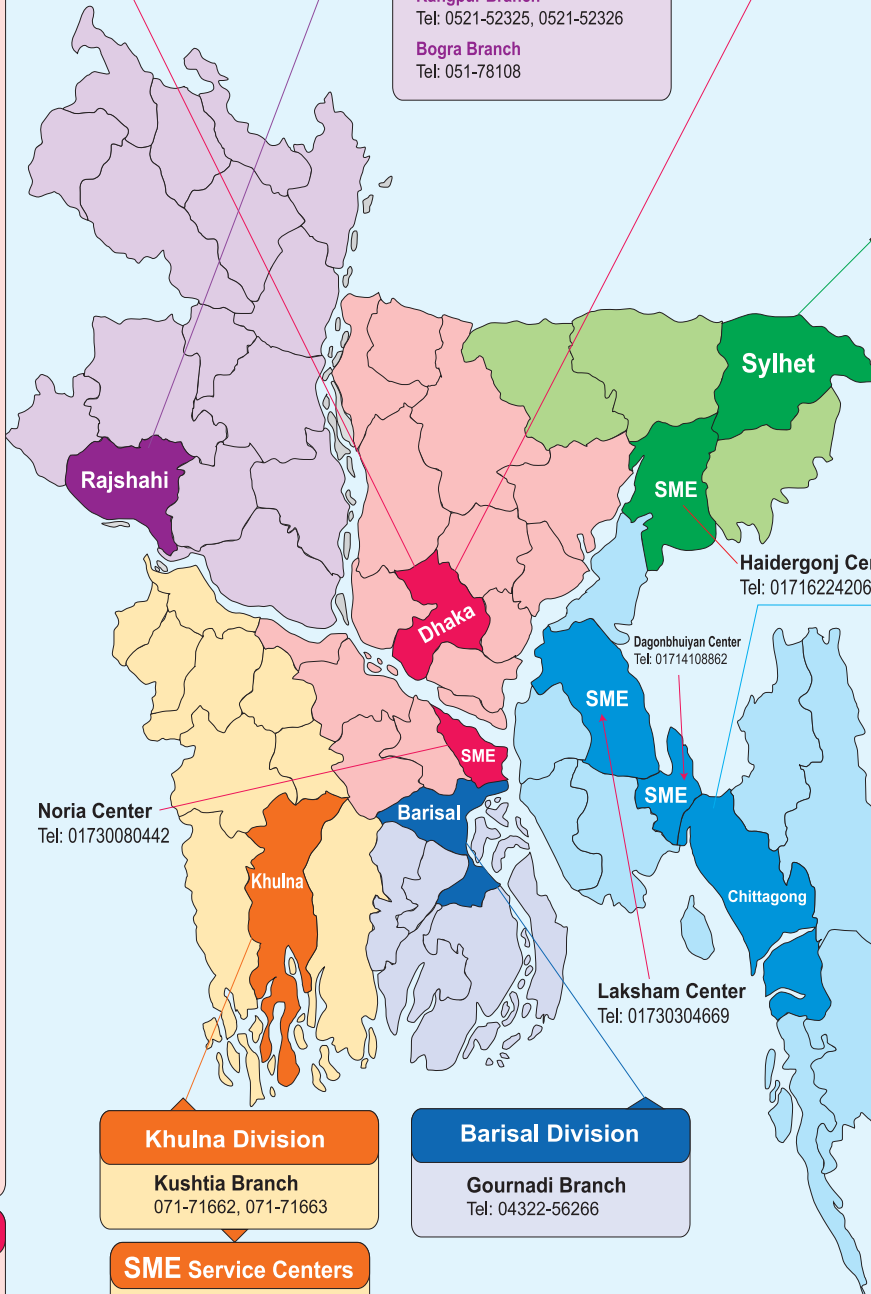 Tel: 0521-52325, 0521-52326
Bogra Branch
Tel: 051-78108
Sylhet
Rajshahi
SME
Haidergonj Cen
Tel: 01716224206
Dhaka
Dagonbhuiyan Center
Tel: 01714108862
SME
SME
SME
Noria Center
Tel: 01730080442
Barisal
Khulna
Chittagong
Laksham Center
Tel: 01730304669
Khulna Division
Kushtia Branch
071-71662, 071-71663
Barisal Division
Gournadi Branch
Tel: 04322-56266
SME Service Centers